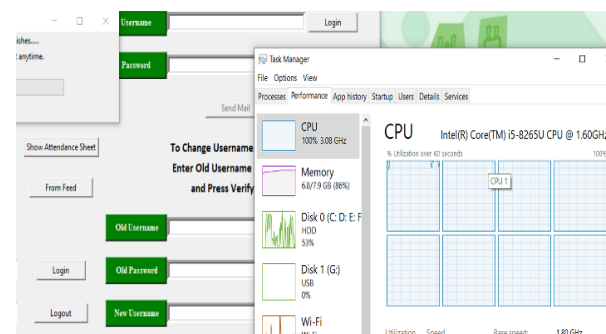 ishes.....
anytime.
Username
Login
Password
Send Mail
Show Attendance Sheet
To Change Username
Enter Old Username
and Press Verify
From Feed
Old Username
Login
Old Password
Logout
New Username
Task Manager
File Options View
Processes Performance App history Startup Users Details Services
CPU
100% 3.08 GHz
Memory
6.8/7.9 GB (86%)
Disk 0 (C: D: E: F
HDD
53%
Disk 1 (G:)
USB
0%
Wi-Fi
CPU
Intel(R) Core(TM) i5-8265U CPU @ 1.60GHz
% Utilization over 60 seconds
100%
CPU 1
Utilization Speed Base speed: 1.80 GHz